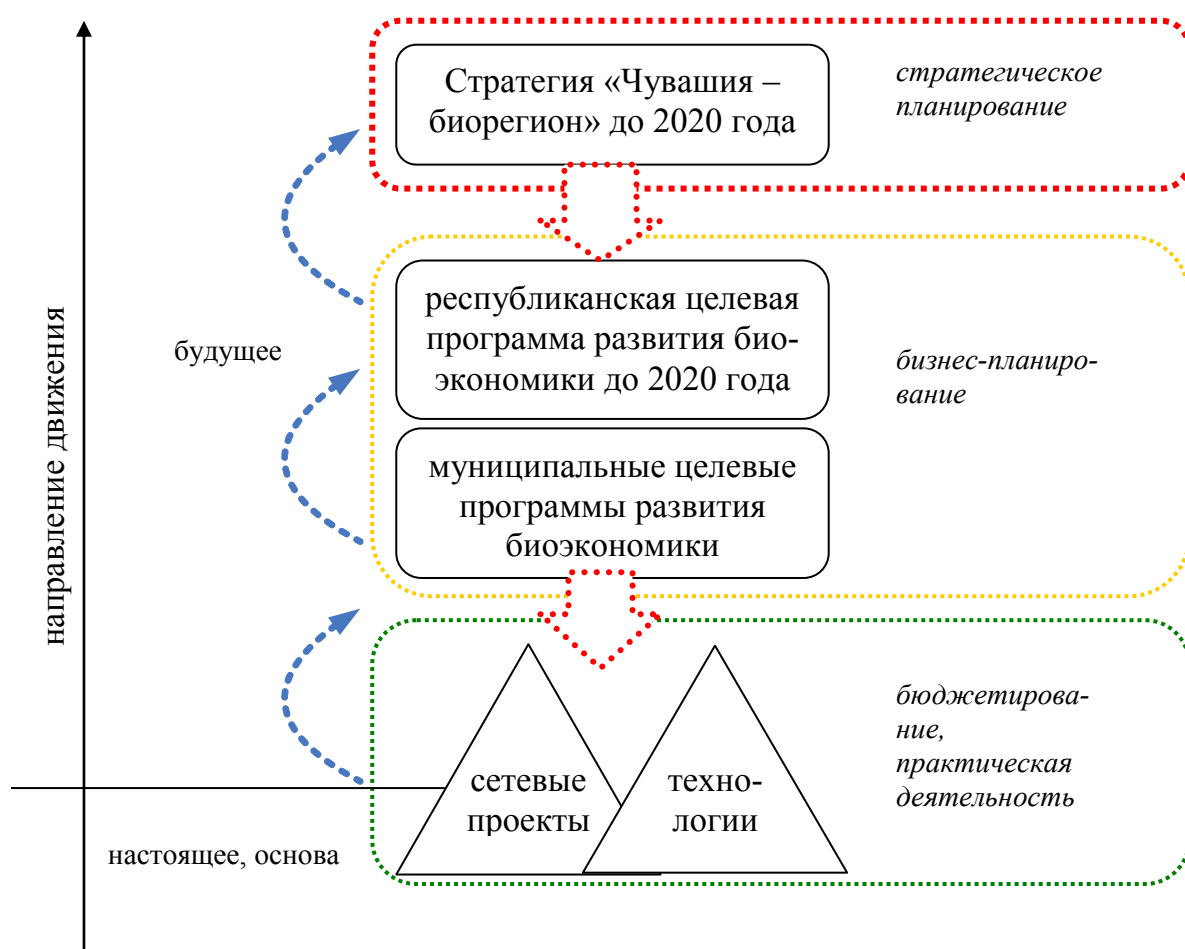 Стратегия «Чувашия –
биорегион» до 2020 года
стратегическое
планирование
республиканская целевая
программа развития био-
экономики до 2020 года
будущее
бизнес-планиро-
вание
муниципальные целевые
программы развития
биоэкономики
направление движения
бюджетирова-
ние,
практическая
деятельность
сетевые
проекты
техно-
логии
настоящее, основа